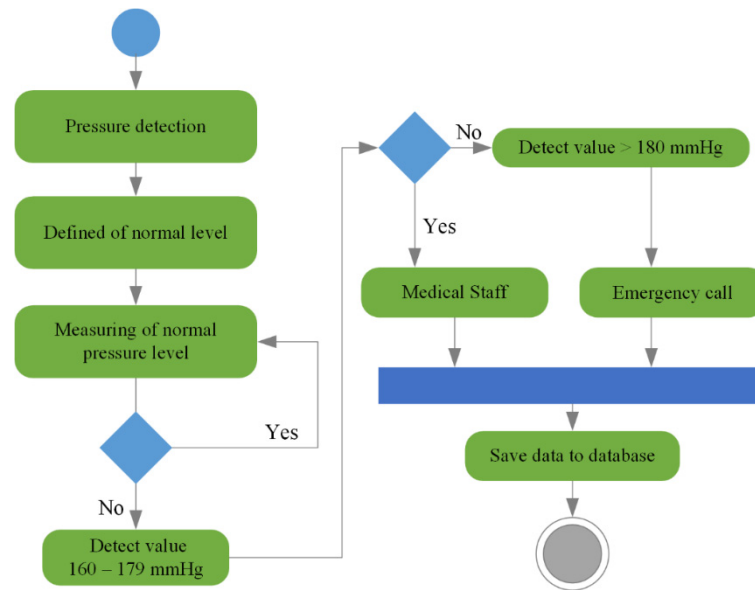 Pressure detection
Defined of normal level
Measuring of normal
pressure level
Yes
No
Detect value
160 – 179 mmHg
No
Detect value > 180 mmHg
Yes
Medical Staff
Emergency call
Save data to database